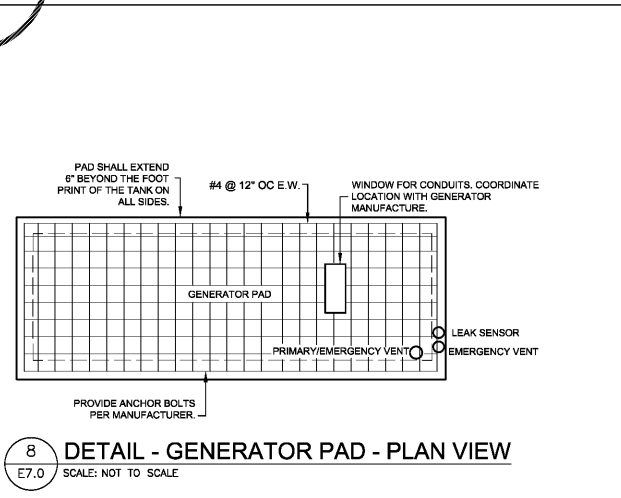 PAD SHALL EXTEND
6" BEYOND THE FOOT
PRINT OF THE TANK ON
ALL SIDES.
#4 @ 12" OC E.W.
WINDOW FOR CONDUITS. COORDINATE
LOCATION WITH GENERATOR
MANUFACTURE.
GENERATOR PAD
LEAK SENSOR
PRIMARY/EMERGENCY VENT
EMERGENCY VENT
PROVIDE ANCHOR BOLTS
PER MANUFACTURER.
8
E7.0
DETAIL - GENERATOR PAD - PLAN VIEW
SCALE: NOT TO SCALE